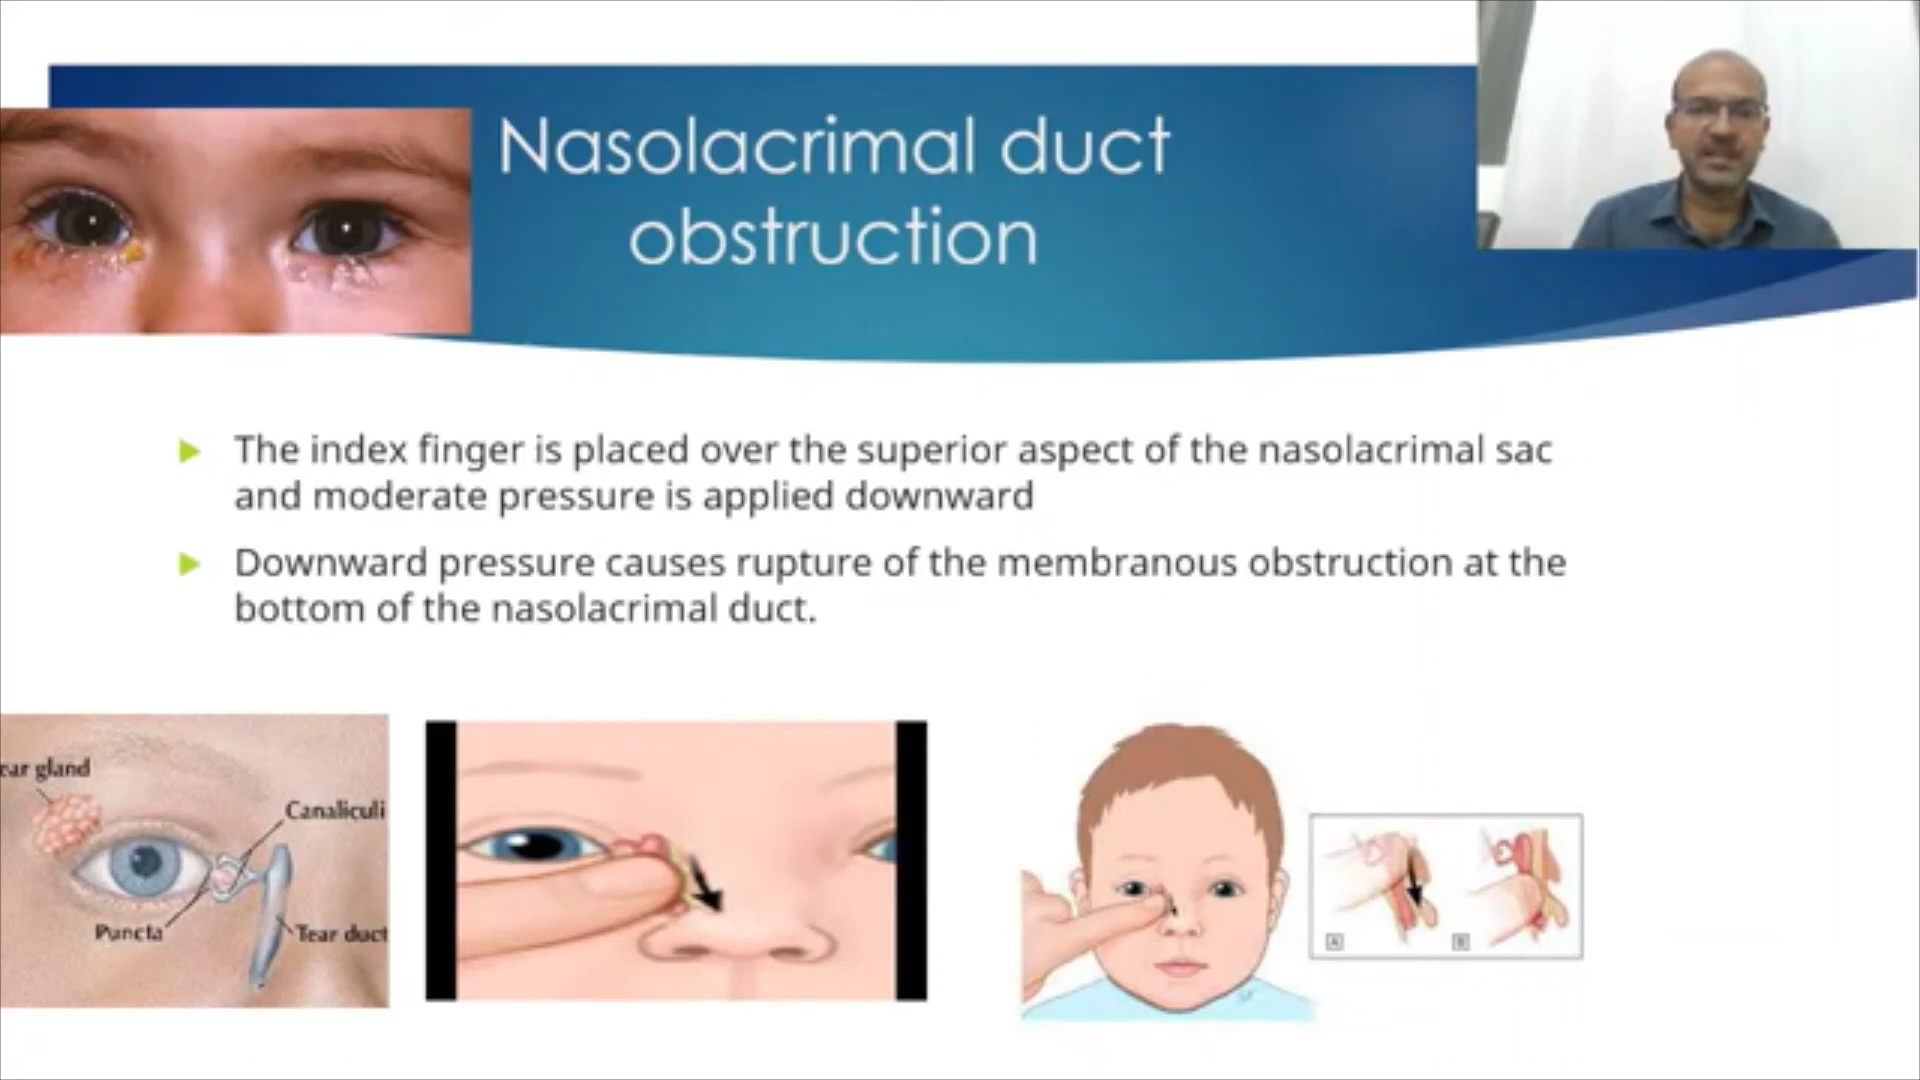 Nasolacrimal duct
obstruction
The index finger is placed over the superior aspect of the nasolacrimal sac
and moderate pressure is applied downward
Downward pressure causes rupture of the membranous obstruction at the
bottom of the nasolacrimal duct.
ear gland
Canaliculi
Puncta
Tear duct
A
B